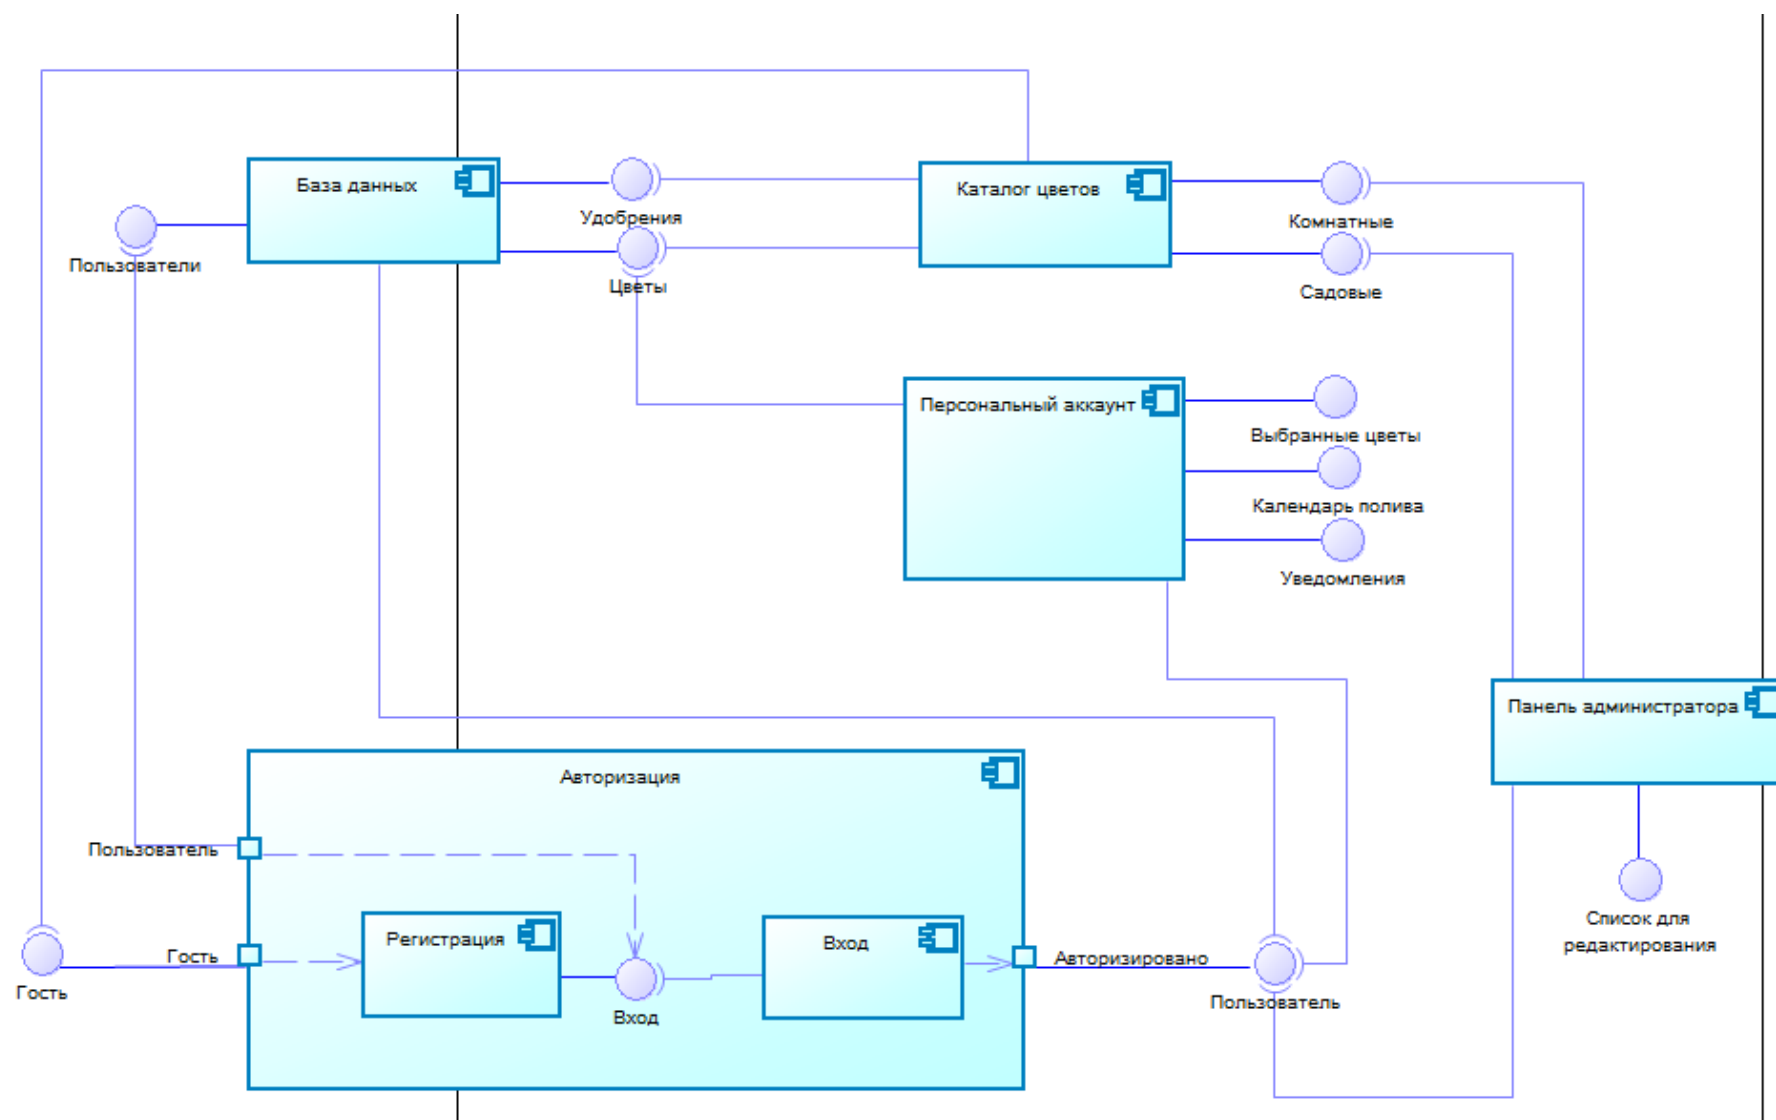 База данных
Удобрения
Каталог цветов
Комнатные
Пользователи
Цветы
Садовые
Персональный аккаунт
Выбранные цветы
Календарь полива
Уведомления
Панель администратора
Авторизация
Пользователь
Регистрация
Вход
Гость
Авторизировано
Гость
Вход
Пользователь
Список для
редактирования